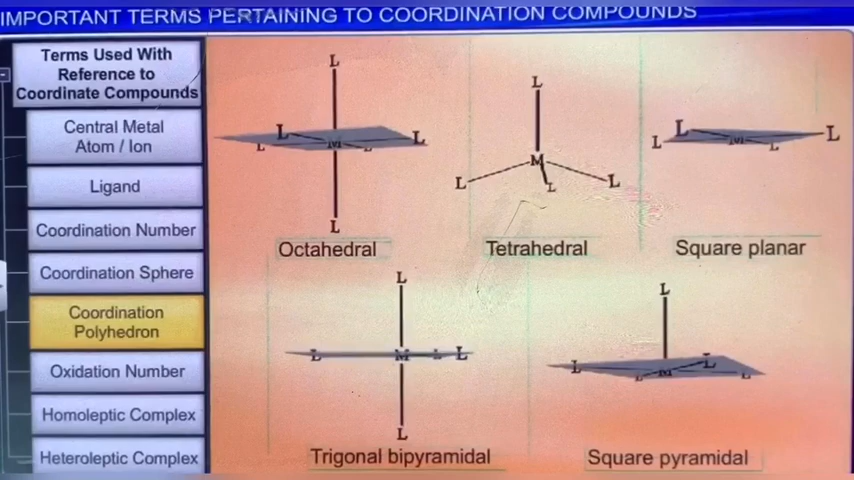 IMPORTANT TERMS PERTAINING TO COORDINATION COMPOUNDS
Terms Used With
Reference to
Coordinate Compounds
Central Metal
Atom / Ion
Ligand
Coordination Number
Coordination Sphere
Coordination
Polyhedron
Oxidation Number
Homoleptic Complex
Heteroleptic Complex
L
L L
L M L
L
Octahedral
L
M
L L L
Tetrahedral
L L
L M L
Square planar
L
L M L L
L
Trigonal bipyramidal
L
L L
L M L
Square pyramidal